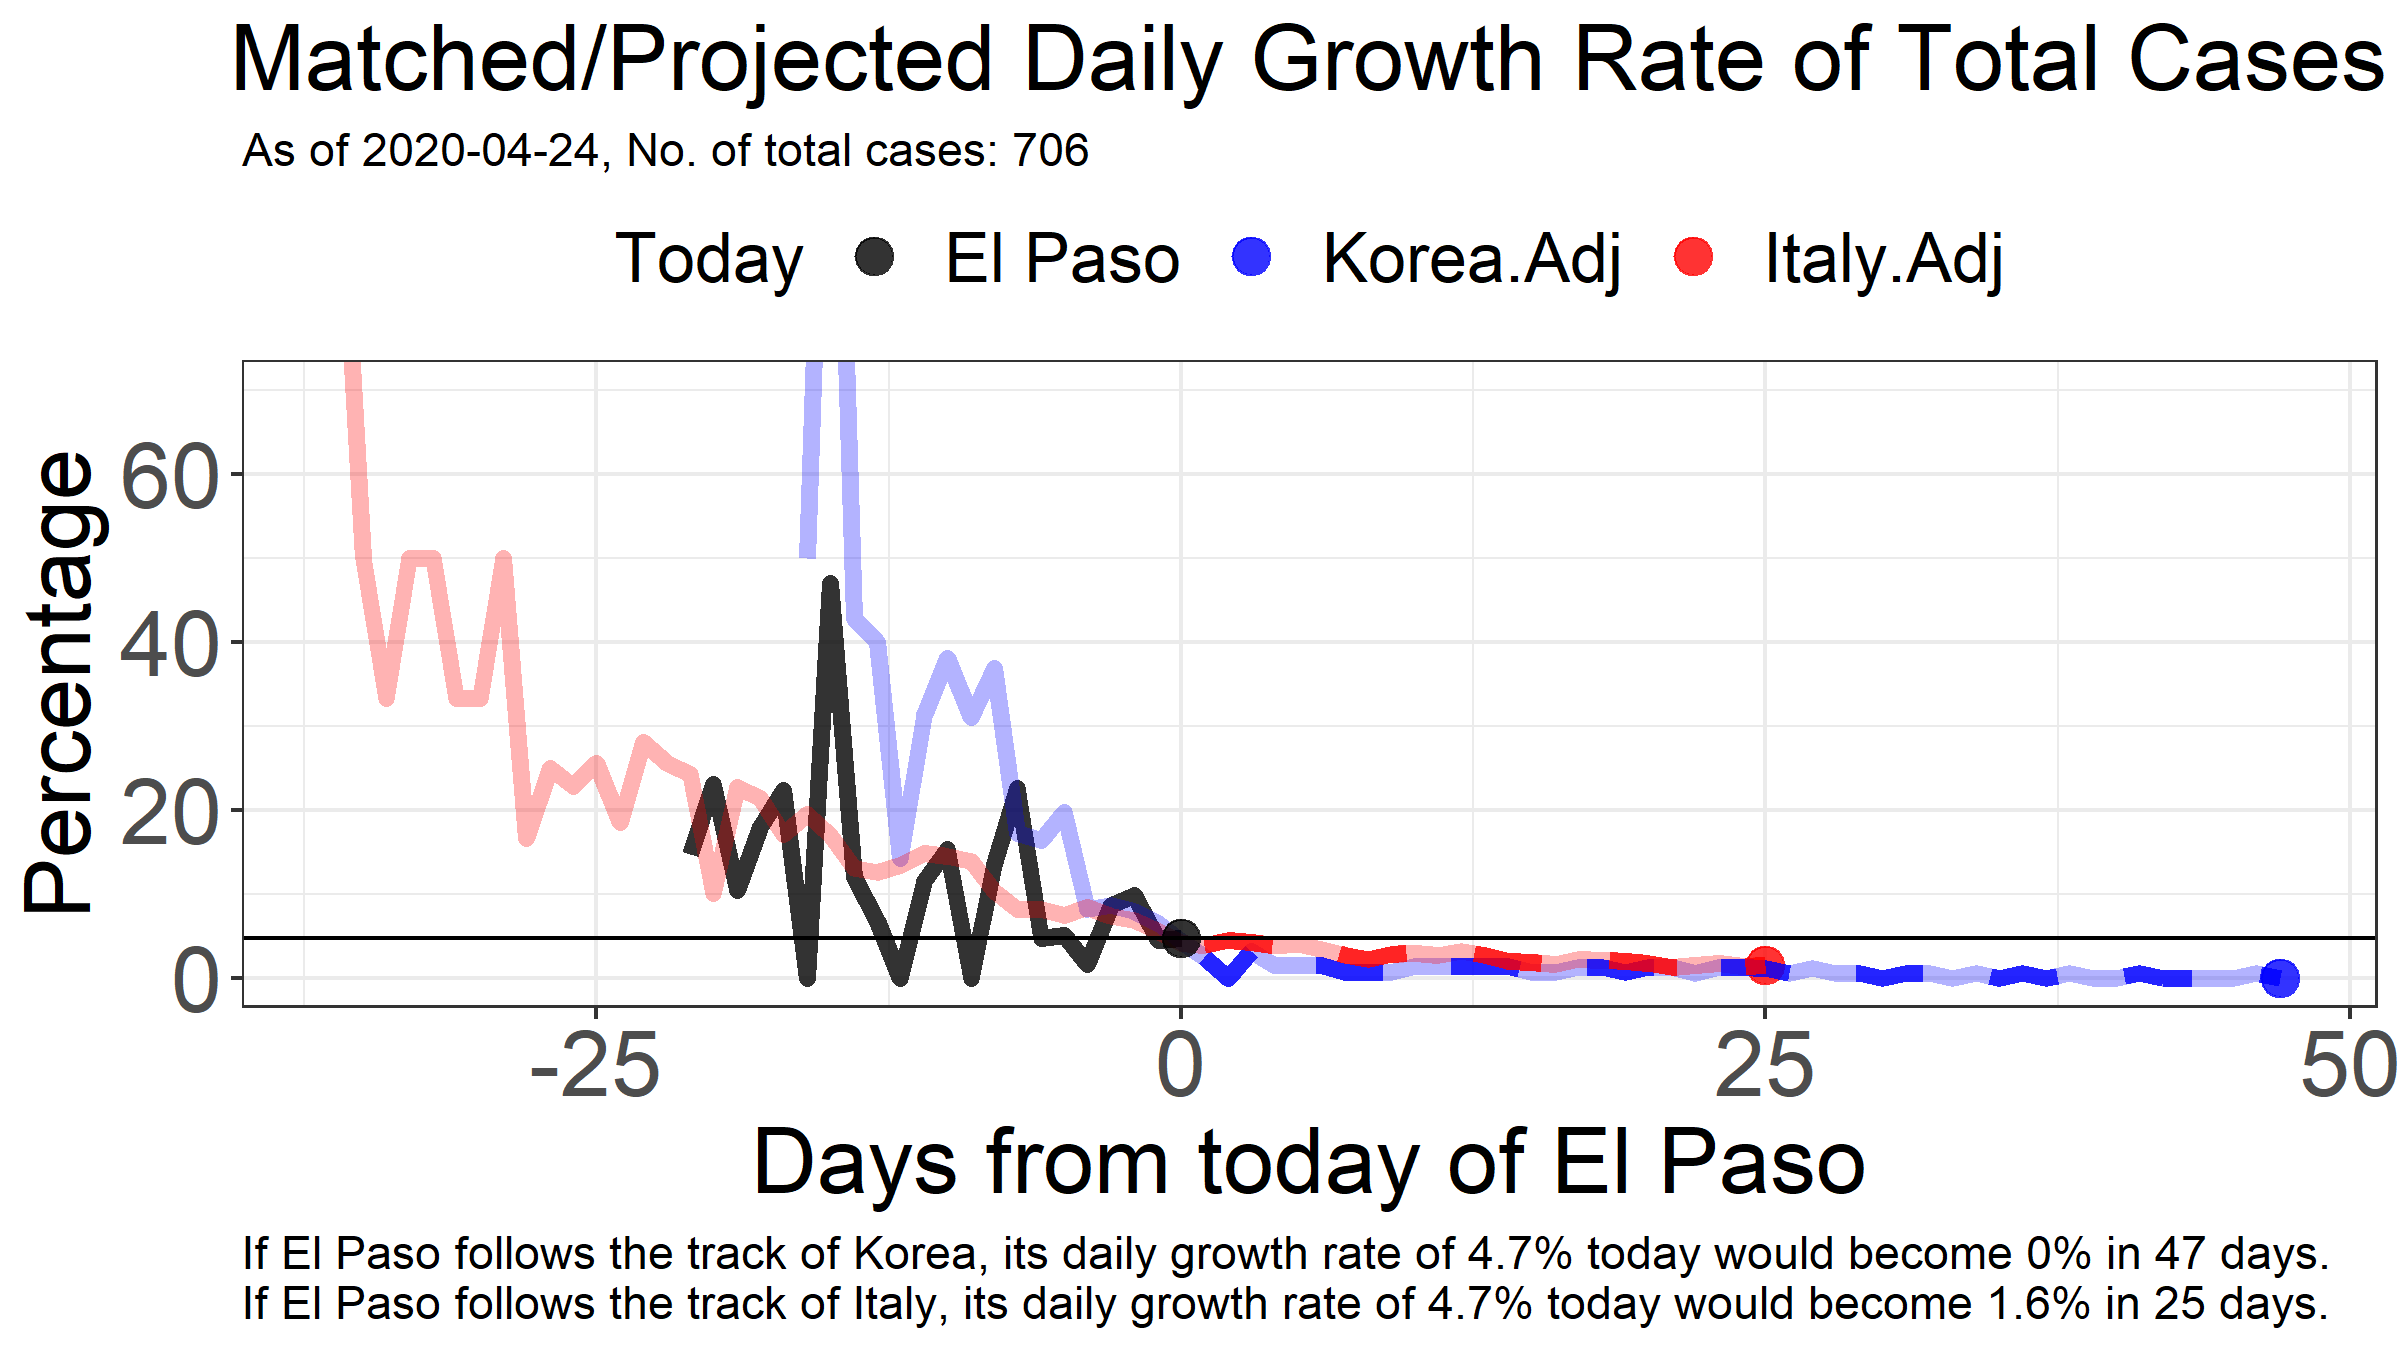 Matched/Projected Daily Growth Rate of Total Cases
As of 2020-04-24, No. of total cases: 706
Today El Paso Korea.Adj Italy.Adj
Percentage
60
40
20
0
-25 0 25 50
Days from today of El Paso
If El Paso follows the track of Korea, its daily growth rate of 4.7% today would become 0% in 47 days.
If El Paso follows the track of Italy, its daily growth rate of 4.7% today would become 1.6% in 25 days.